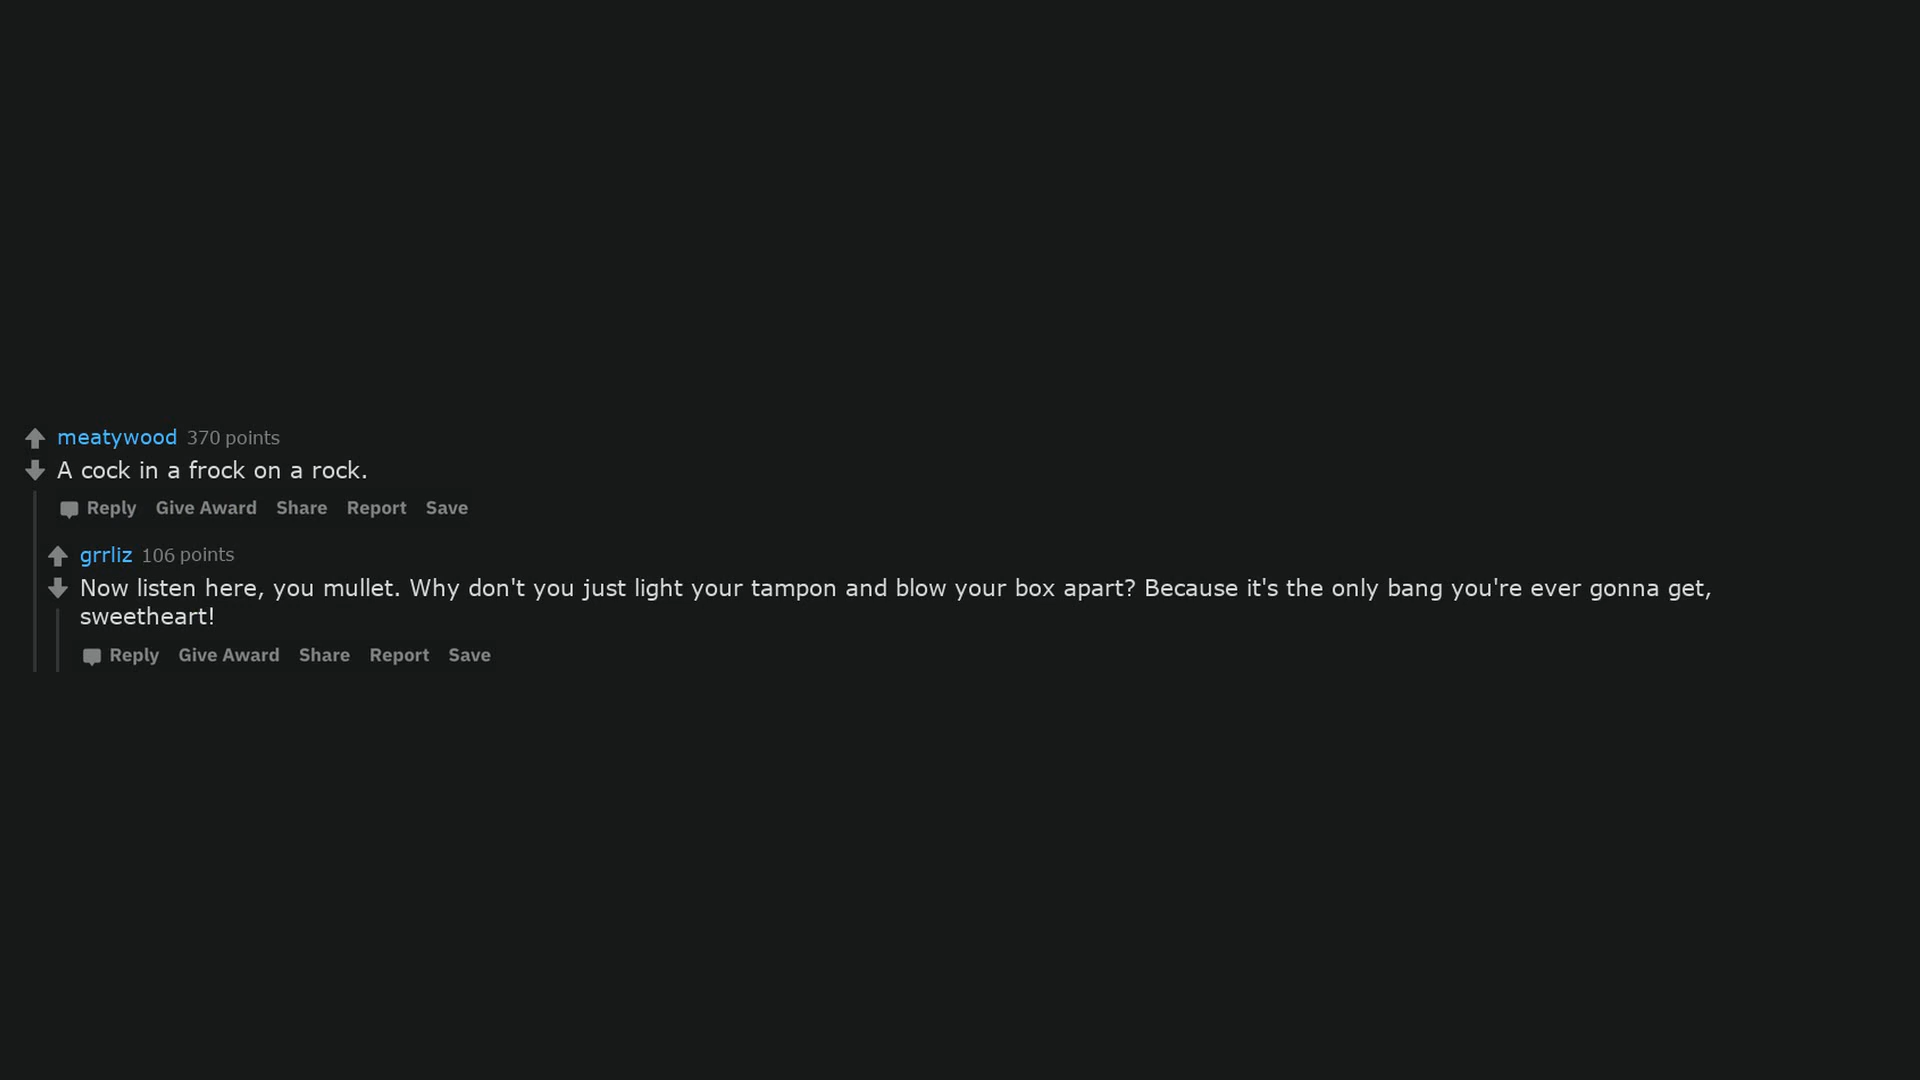 meatywood 370 points
A cock in a frock on a rock.
Reply Give Award Share Report Save
grrliz 106 points
Now listen here, you mullet. Why don't you just light your tampon and blow your box apart? Because it's the only bang you're ever gonna get,
sweetheart!
Reply Give Award Share Report Save